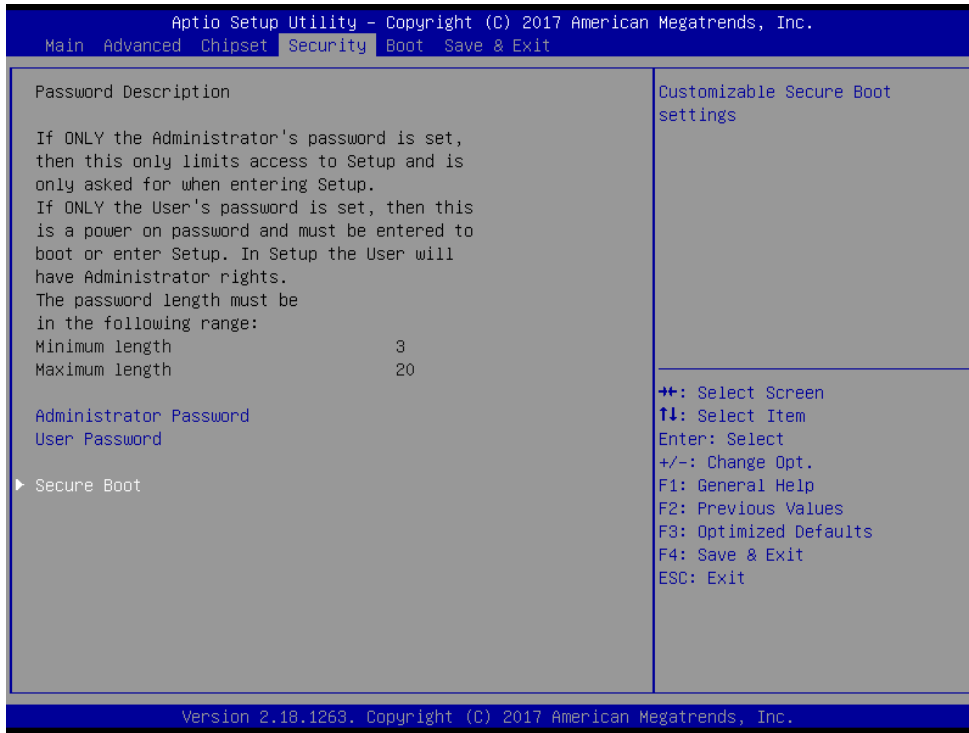 Aptio Setup Utility – Copyright (C) 2017 American Megatrends, Inc.
Main Advanced Chipset Security Boot Save & Exit
Password Description
If ONLY the Administrator's password is set,
then this only limits access to Setup and is
only asked for when entering Setup.
If ONLY the User's password is set, then this
is a power on password and must be entered to
boot or enter Setup. In Setup the User will
have Administrator rights.
The password length must be
in the following range:
Minimum length 3
Maximum length 20
Administrator Password
User Password
► Secure Boot
Customizable Secure Boot
settings
→←: Select Screen
↑↓: Select Item
Enter: Select
+/-: Change Opt.
F1: General Help
F2: Previous Values
F3: Optimized Defaults
F4: Save & Exit
ESC: Exit
Version 2.18.1263. Copyright (C) 2017 American Megatrends, Inc.